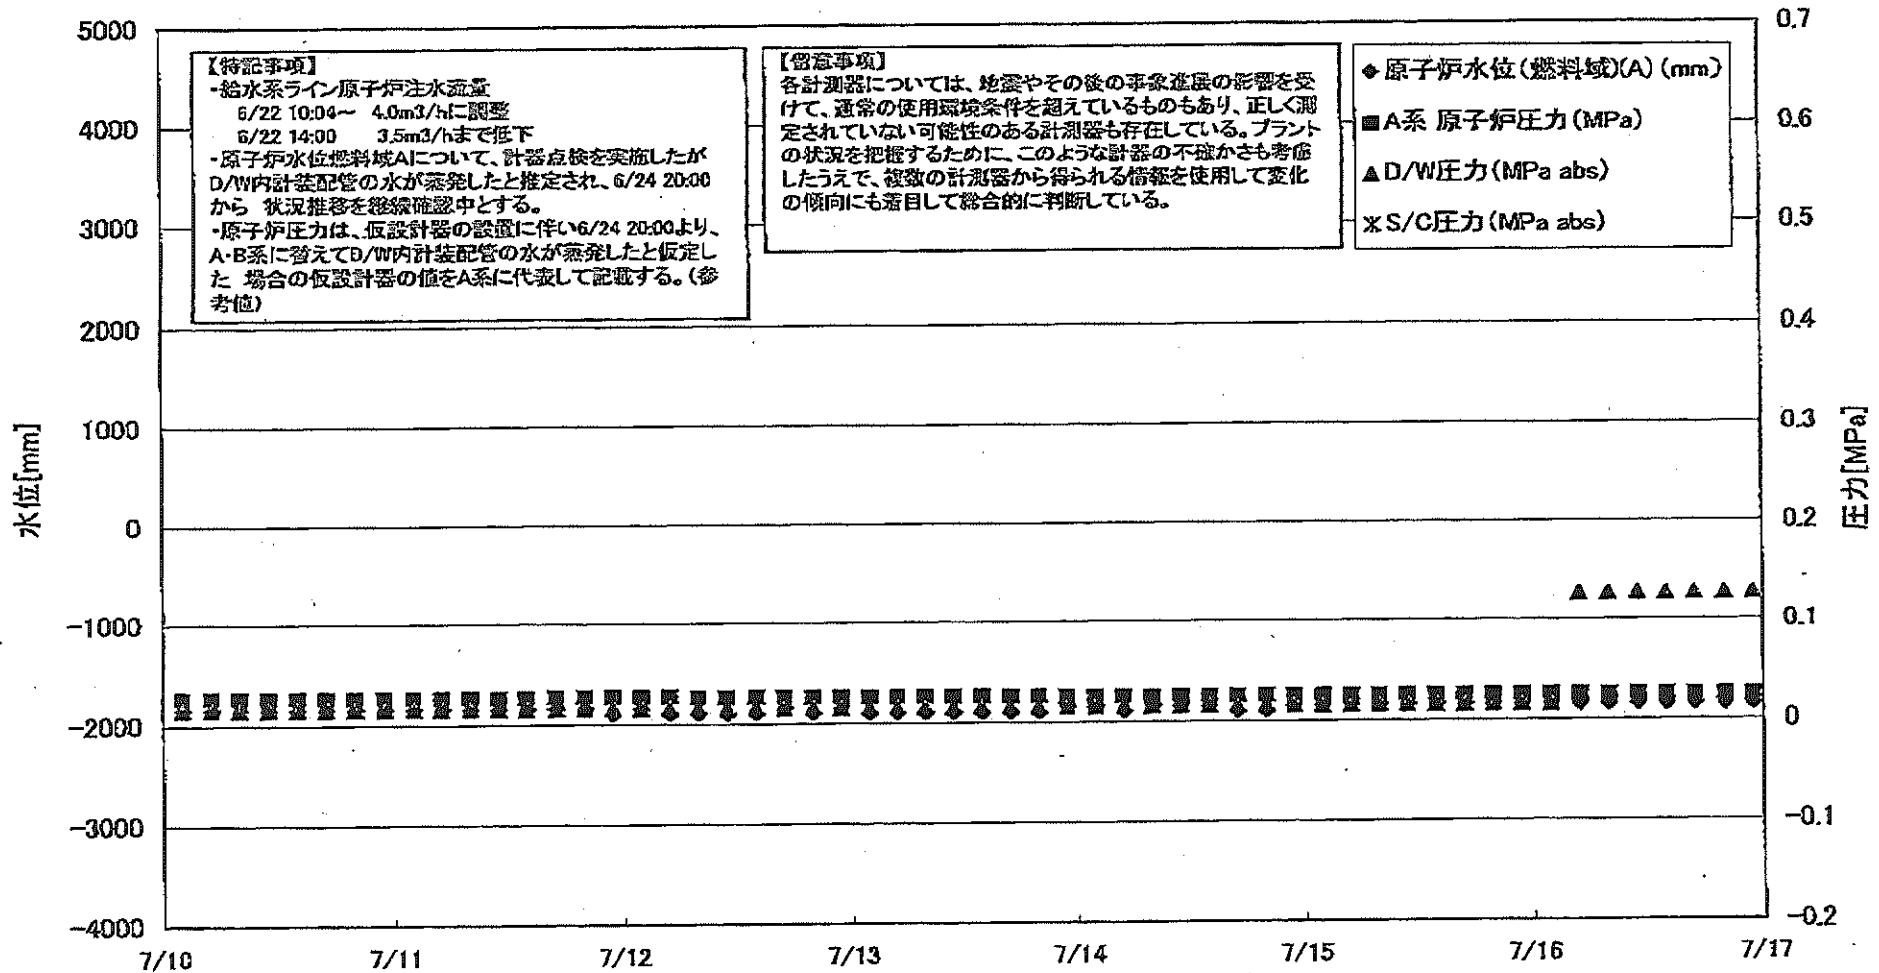 5000
4000
3000
2000
1000
0
-1000
-2000
-3000
-4000
水位[mm]
【特記事項】
・給水系ライン原子炉注水流量
6/22 10:04～ 4.0m3/hに調整
6/22 14:00 3.5m3/hまで低下
・原子炉水位燃料域Aについて、計器点検を実施したが
D/W内計装配管の水が蒸発したと推定され、6/24 20:00
から 状況推移を継続確認中とする。
・原子炉圧力は、仮設計器の設置に伴い6/24 20:00より、
A・B系に替えてD/W内計装配管の水が蒸発したと仮定し
た 場合の仮設計器の値をA系に代表して記載する。(参
考値)
【留意事項】
各計測器については、地震やその後の事象進展の影響を受
けて、通常の使用環境条件を超えているものもあり、正しく測
定されていない可能性のある計測器も存在している。プラント
の状況を把握するために、このような計器の不確かさも考慮
したうえで、複数の計測器から得られる情報を使用して変化
の傾向にも着目して総合的に判断している。
◆原子炉水位(燃料域)(A) (mm)
■A系 原子炉圧力(MPa)
▲D/W圧力(MPa abs)
S/C圧力(MPa abs)
0.7
0.6
0.5
0.4
0.3
0.2
0.1
0
-0.1
-0.2
圧力[MPa]
7/10 7/11 7/12 7/13 7/14 7/15 7/16 7/17